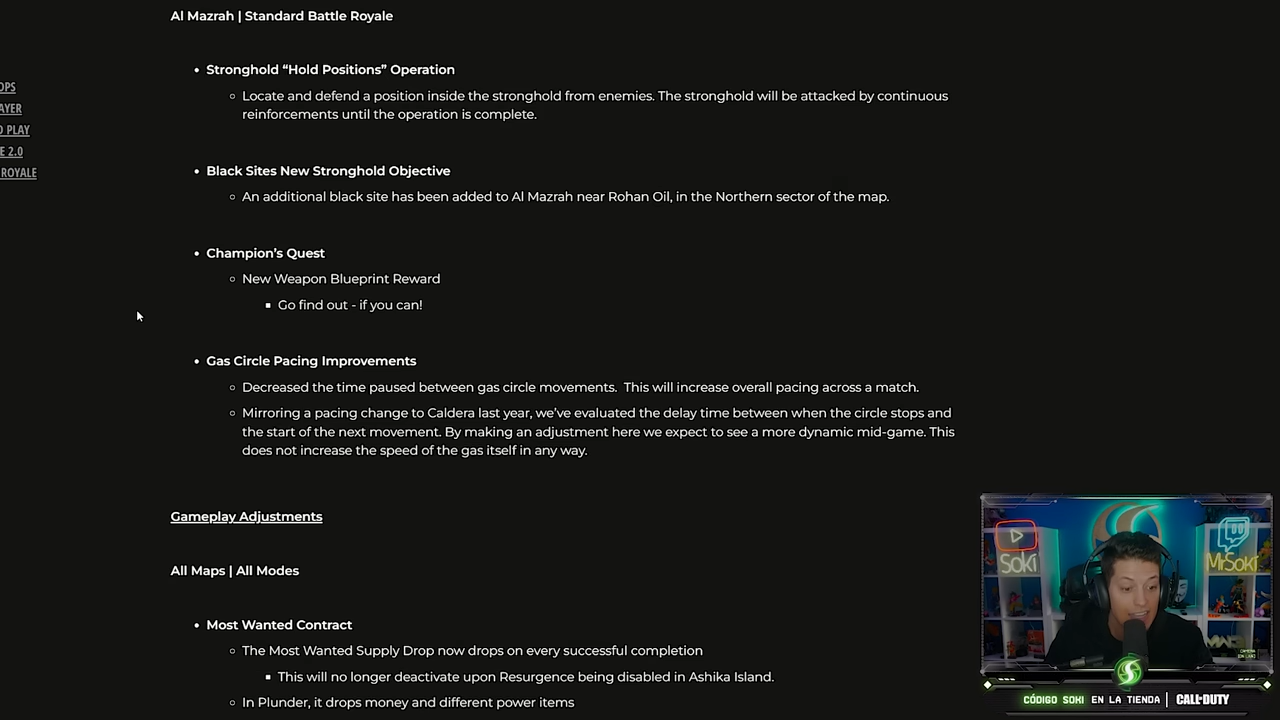 Al Mazrah | Standard Battle Royale
OPS
AYER
O PLAY
E 2.0
ROYALE
• Stronghold “Hold Positions” Operation
Locate and defend a position inside the stronghold from enemies. The stronghold will be attacked by continuous
reinforcements until the operation is complete.
• Black Sites New Stronghold Objective
An additional black site has been added to Al Mazrah near Rohan Oil, in the Northern sector of the map.
• Champion’s Quest
New Weapon Blueprint Reward
Go find out - if you can!
• Gas Circle Pacing Improvements
Decreased the time paused between gas circle movements. This will increase overall pacing across a match.
Mirroring a pacing change to Caldera last year, we’ve evaluated the delay time between when the circle stops and
the start of the next movement. By making an adjustment here we expect to see a more dynamic mid-game. This
does not increase the speed of the gas itself in any way.
Gameplay Adjustments
All Maps | All Modes
• Most Wanted Contract
The Most Wanted Supply Drop now drops on every successful completion
This will no longer deactivate upon Resurgence being disabled in Ashika Island.
In Plunder, it drops money and different power items
Soki
MrSoki
CÓDIGO SOKI EN LA TIENDA | CALL OF DUTY